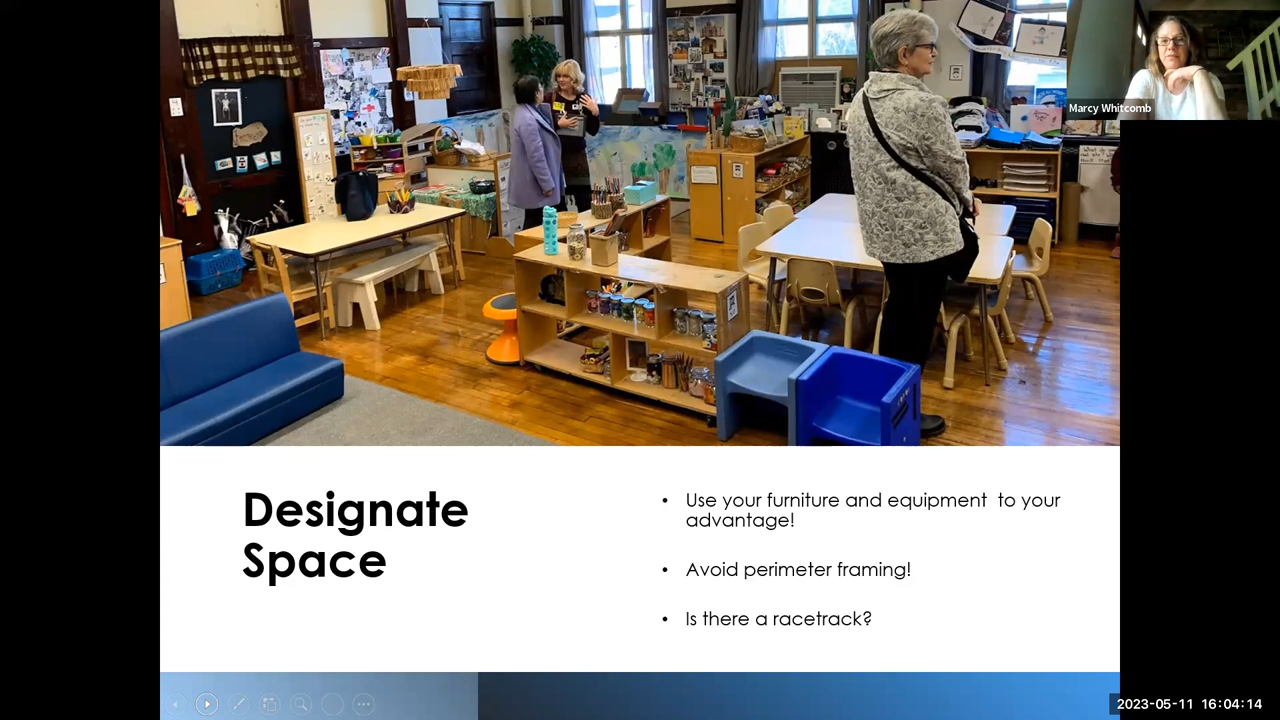 Marcy Whitcomb
Designate
Space
• Use your furniture and equipment  to your
advantage!
• Avoid perimeter framing!
• Is there a racetrack?
2023-05-11 16:04:14